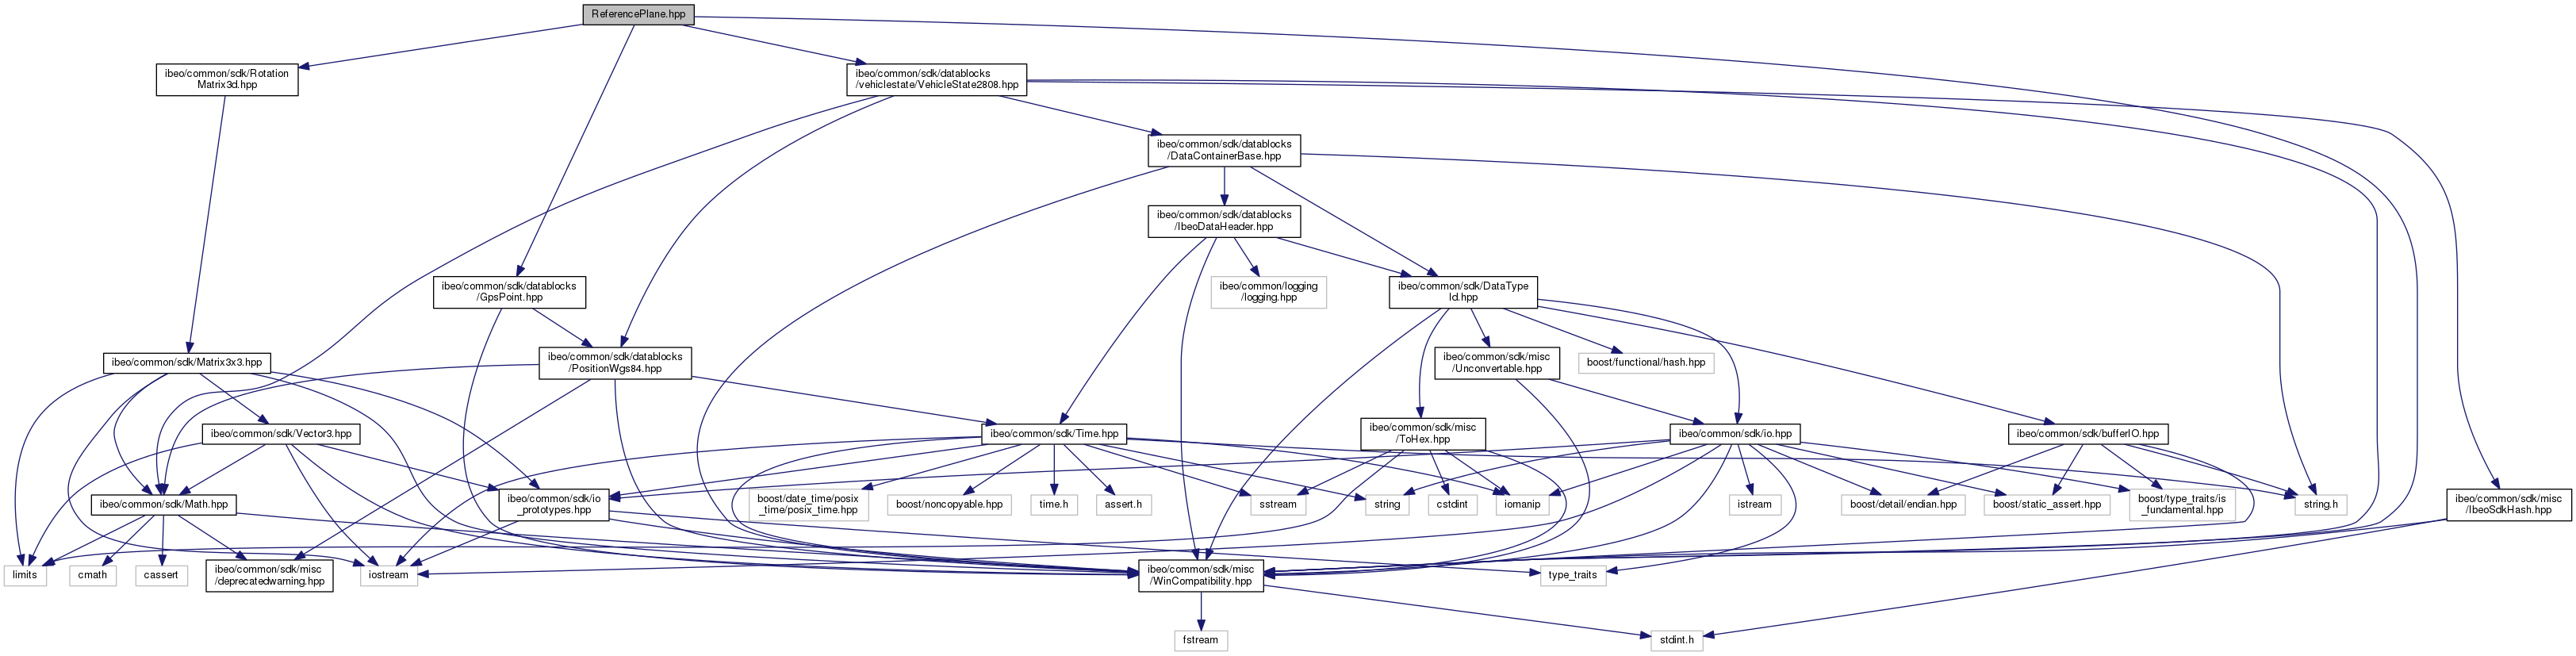 ReferencePlane.hpp
ibeo/common/sdk/Rotation
Matrix3d.hpp
ibeo/common/sdk/datablocks
/vehiclestate/VehicleState2808.hpp
ibeo/common/sdk/datablocks
/DataContainerBase.hpp
ibeo/common/sdk/datablocks
/IbeoDataHeader.hpp
ibeo/common/sdk/datablocks
/GpsPoint.hpp
ibeo/common/logging
/logging.hpp
ibeo/common/sdk/DataType
Id.hpp
ibeo/common/sdk/Matrix3x3.hpp
ibeo/common/sdk/datablocks
/PositionWgs84.hpp
ibeo/common/sdk/misc
/Unconvertable.hpp
boost/functional/hash.hpp
ibeo/common/sdk/Vector3.hpp
ibeo/common/sdk/Time.hpp
ibeo/common/sdk/misc
/ToHex.hpp
ibeo/common/sdk/io.hpp
ibeo/common/sdk/bufferIO.hpp
ibeo/common/sdk/Math.hpp
ibeo/common/sdk/io
_prototypes.hpp
boost/date_time/posix
_time/posix_time.hpp
boost/noncopyable.hpp
time.h
assert.h
sstream
string
cstdint
iomanip
istream
boost/detail/endian.hpp
boost/static_assert.hpp
boost/type_traits/is
_fundamental.hpp
string.h
ibeo/common/sdk/misc
/IbeoSdkHash.hpp
limits
cmath
cassert
ibeo/common/sdk/misc
/deprecatedwarning.hpp
iostream
ibeo/common/sdk/misc
/WinCompatibility.hpp
type_traits
fstream
stdint.h